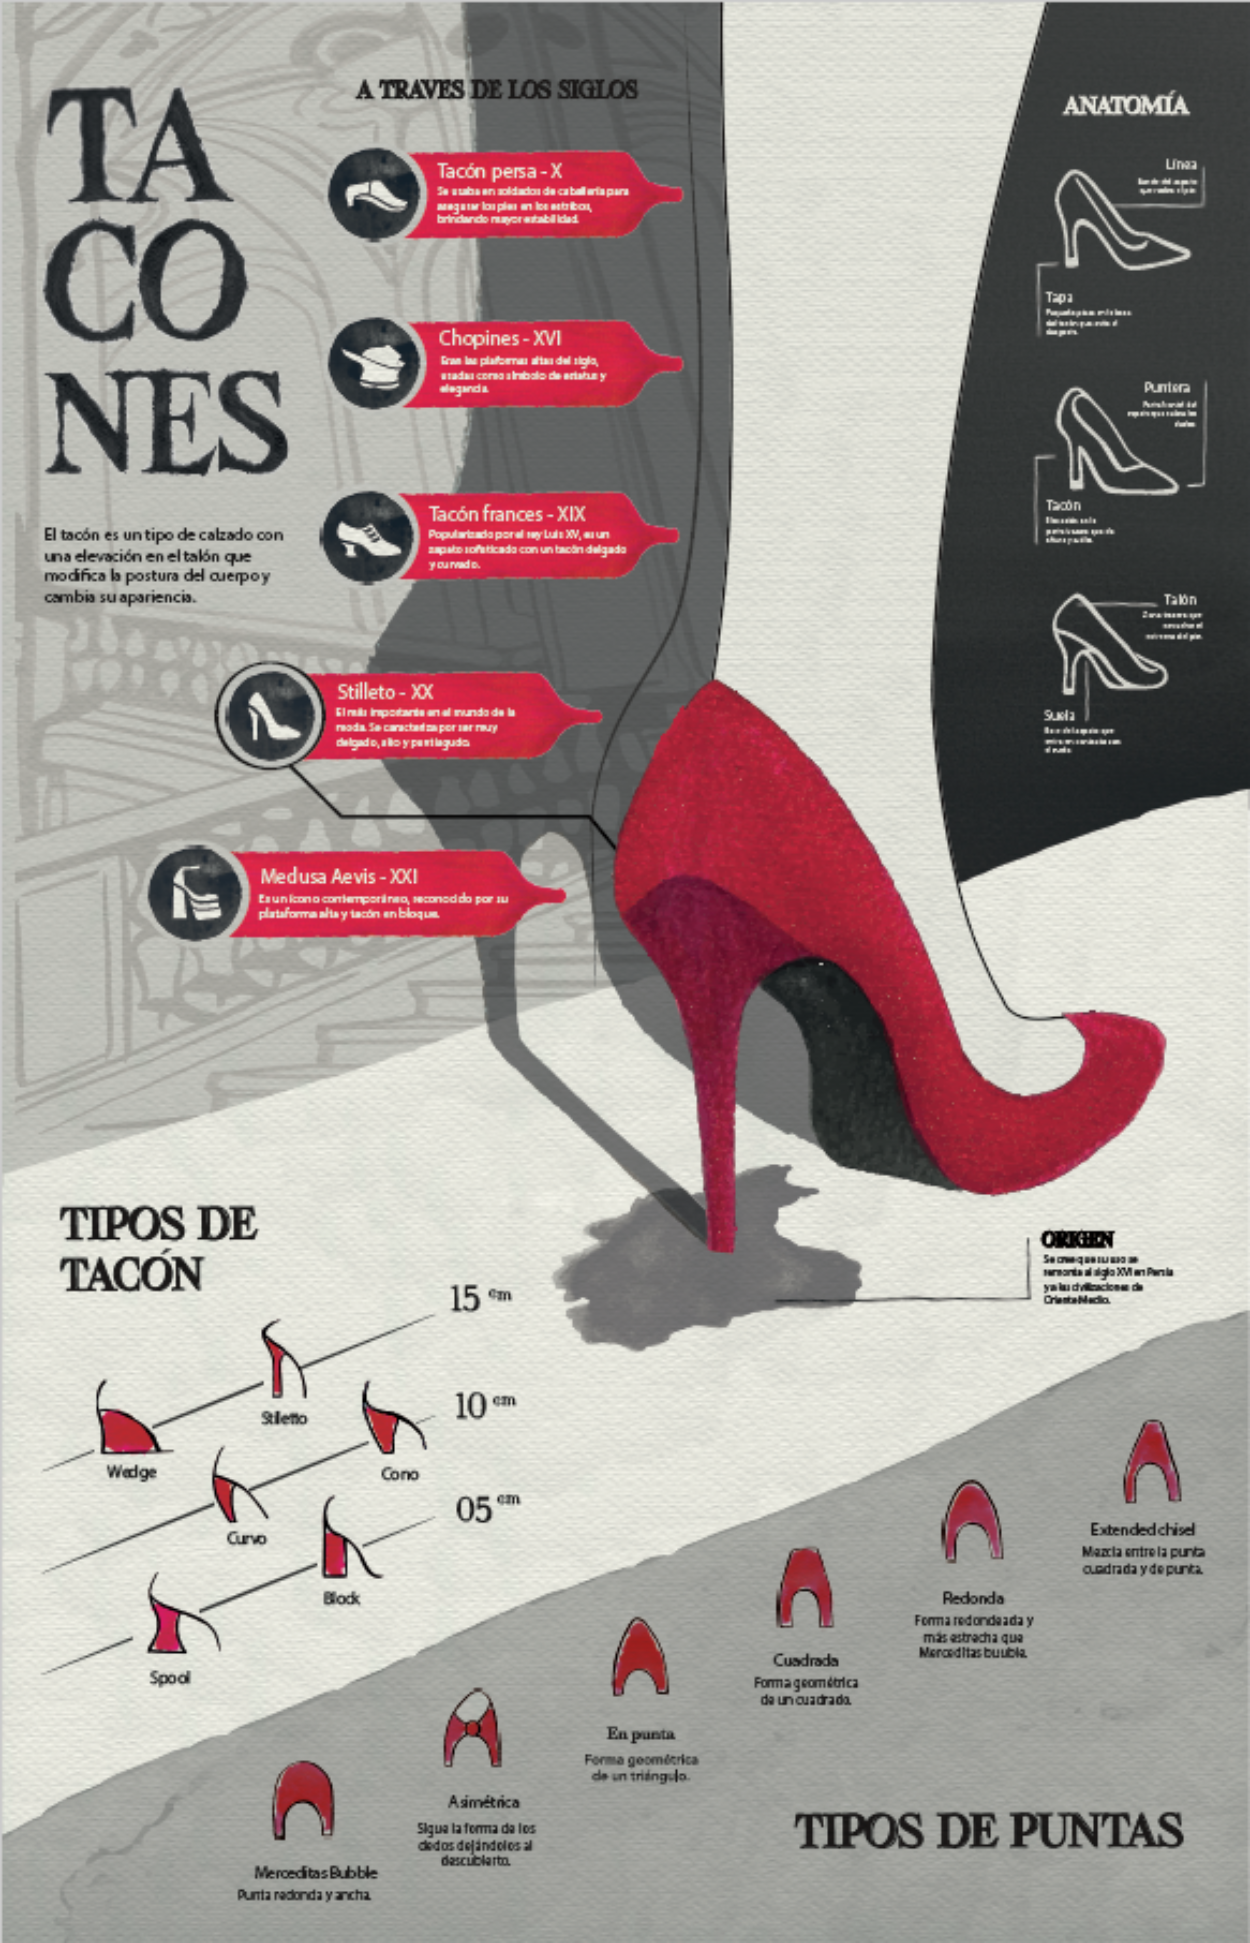 TA
CO
NES
El tacón es un tipo de calzado con
una elevación en el talón que
modifica la postura del cuerpo y
cambia su apariencia.
A TRAVES DE LOS SIGLOS
Tacón persa - X
Se usaba en soldados de caballería para
asegurar los pies en los estribos,
brindando mayor estabilidad.
Chopines - XVI
Eran las plaformas altas del siglo,
usadas como símbolo de estatus y
elegancia.
Tacón frances - XIX
Popularizado por el rey Luis XV, es un
zapato sofisticado con un tacón delgado
y curvado.
Stilleto - XX
El más importante en el mundo de la
moda. Se caracteriza por ser muy
delgado, alto y puntiagudo.
Medusa Aevis - XXI
Es un ícono contemporáneo, reconocido por su
plataforma alta y tacón en bloque.
ANATOMÍA
Línea
Tapa
Puntera
Tacón
Talón
Suela
ORIGEN
Se cree que su uso se
remonta al siglo XVI en Persia
y a las civilizaciones de
Oriente Medio.
TIPOS DE
TACÓN
15 cm
Stiletto
Wedge
10 cm
Cono
Curvo
05 cm
Block
Spool
Extended chisel
Mezcla entre la punta
cuadrada y de punta.
Redonda
Forma redondeada y
más estrecha que
Merceditas buuble.
Cuadrada
Forma geométrica
de un cuadrado.
En punta
Forma geométrica
de un triángulo.
Asimétrica
Sigue la forma de los
dedos dejándolos al
descubierto.
Merceditas Bubble
Punta redonda y ancha.
TIPOS DE PUNTAS